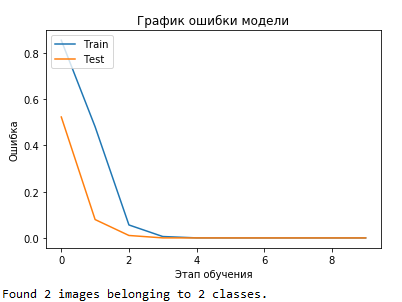 График ошибки модели
Train
Test
0.8
0.6
0.4
0.2
0.0
Ошибка
0 2 4 6 8
Этап обучения
Found 2 images belonging to 2 classes.